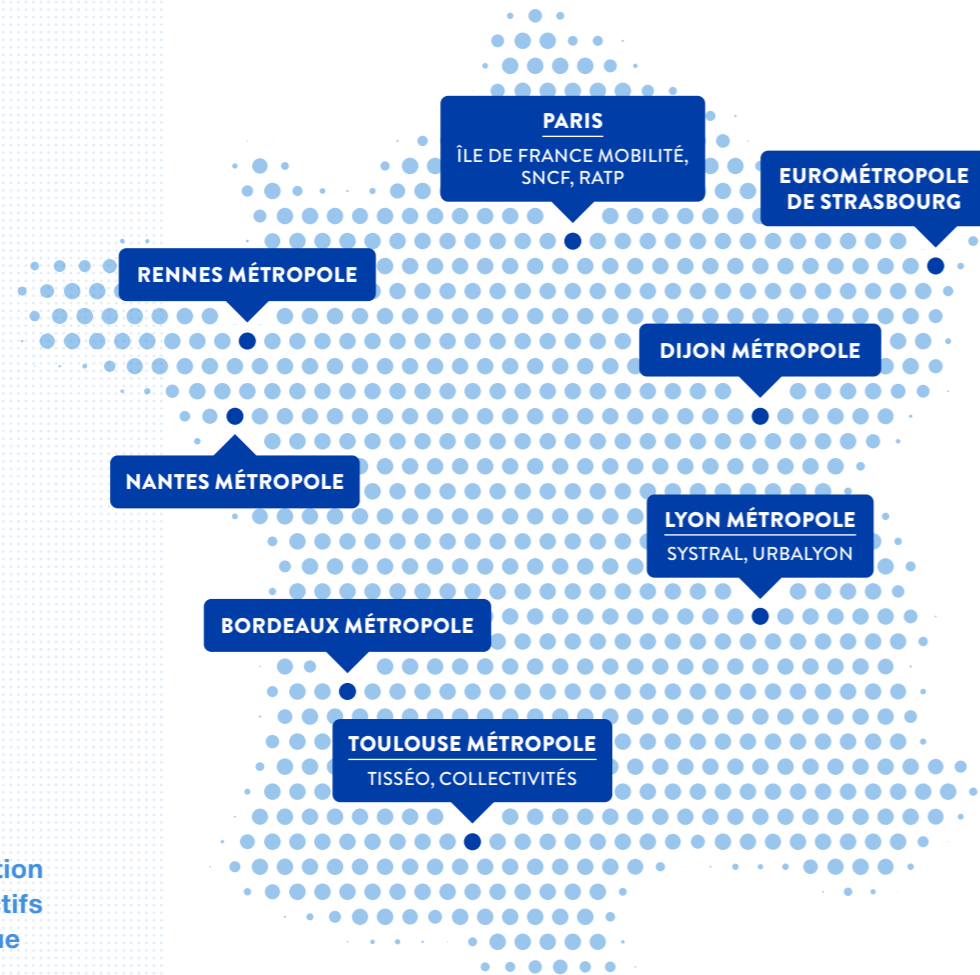 PARIS
ÎLE DE FRANCE MOBILITÉ,
SNCF, RATP
EUROMÉTROPOLE
DE STRASBOURG
RENNES MÉTROPOLE
DIJON MÉTROPOLE
NANTES MÉTROPOLE
LYON MÉTROPOLE
SYSTRAL, URBALYON
BORDEAUX MÉTROPOLE
TOULOUSE MÉTROPOLE
TISSÉO, COLLECTIVITÉS